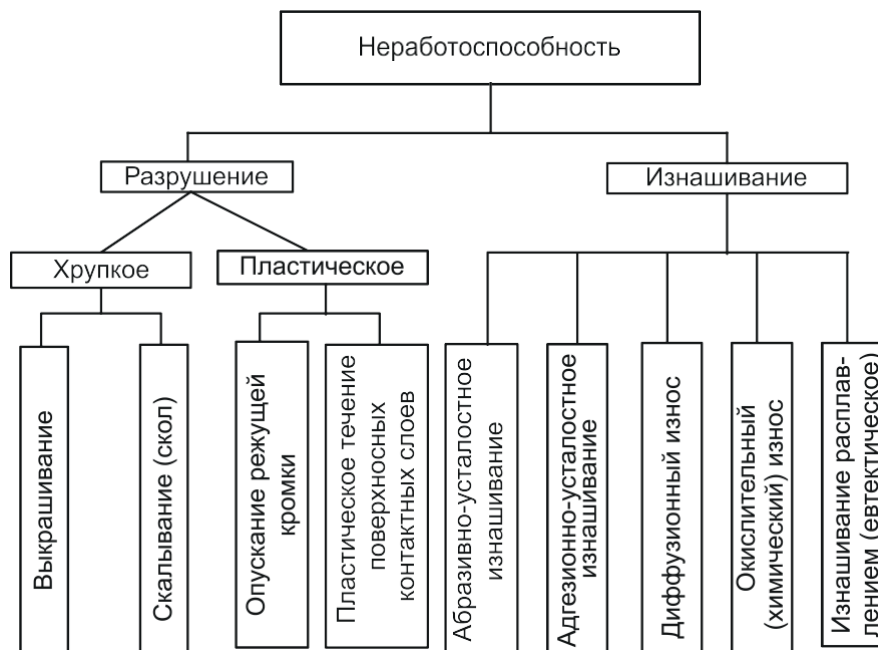 Неработоспособность
Разрушение
Изнашивание
Хрупкое
Пластическое
Выкрашивание
Скалывание (скол)
Опускание режущей
кромки
Пластическое течение
поверхносных
контактных слоев
Абразивно-усталостное
изнашивание
Адгезионно-усталостное
изнашивание
Диффузионный износ
Окислительный
(химический) износ
Изнашивание расплав-
лением (евтектическое)